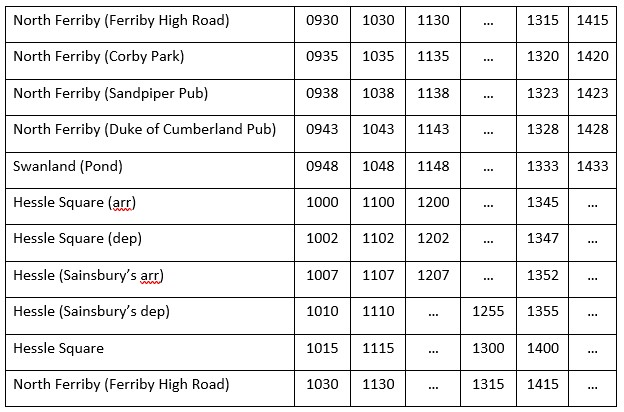 North Ferriby (Ferriby High Road) 0930 1030 1130 ... 1315 1415
North Ferriby (Corby Park) 0935 1035 1135 ... 1320 1420
North Ferriby (Sandpiper Pub) 0938 1038 1138 ... 1323 1423
North Ferriby (Duke of Cumberland Pub) 0943 1043 1143 ... 1328 1428
Swanland (Pond) 0948 1048 1148 ... 1333 1433
Hessle Square (arr) 1000 1100 1200 ... 1345 ...
Hessle Square (dep) 1002 1102 1202 ... 1347 ...
Hessle (Sainsbury’s arr) 1007 1107 1207 ... 1352 ...
Hessle (Sainsbury’s dep) 1010 1110 ... 1255 1355 ...
Hessle Square 1015 1115 ... 1300 1400 ...
North Ferriby (Ferriby High Road) 1030 1130 ... 1315 1415 ...